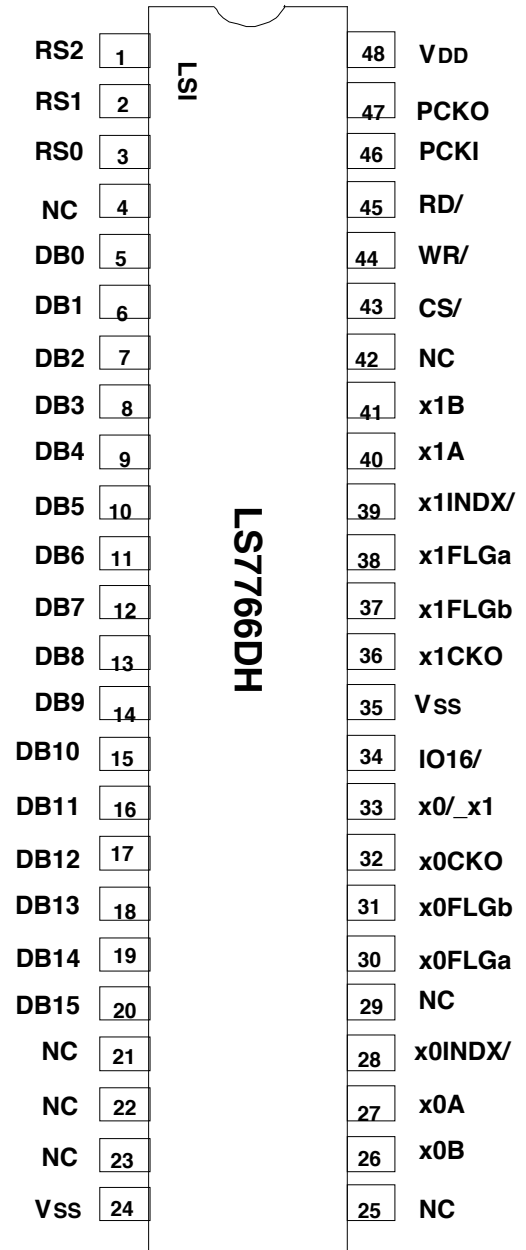 RS2 1 48 VDD
LSI
RS1 2 47 PCKO
RS0 3 46 PCKI
NC 4 45 RD/
DB0 5 44 WR/
DB1 6 43 CS/
DB2 7 42 NC
DB3 8 41 x1B
DB4 9 40 x1A
DB5 10 39 x1INDX/
DB6 11 38 x1FLGa
DB7 12 37 x1FLGb
LS7766DH
DB8 13 36 x1CKO
DB9 14 35 VSS
DB10 15 34 IO16/
DB11 16 33 x0/_x1
DB12 17 32 x0CKO
DB13 18 31 x0FLGb
DB14 19 30 x0FLGa
DB15 20 29 NC
NC 21 28 x0INDX/
NC 22 27 x0A
NC 23 26 x0B
VSS 24 25 NC